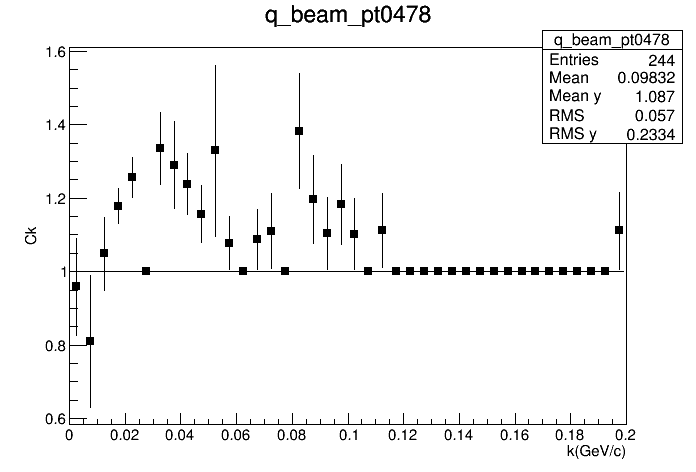 q_beam_pt0478
q_beam_pt0478
Entries 244
Mean 0.09832
Mean y 1.087
RMS 0.057
RMS y 0.2334
1.6
1.4
1.2
1
0.8
0.6
Ck
0 0.02 0.04 0.06 0.08 0.1 0.12 0.14 0.16 0.18 0.2
k(GeV/c)